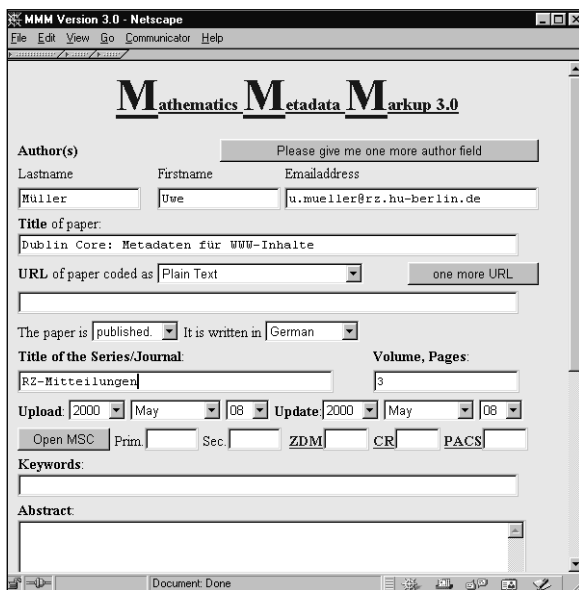 MMM Version 3.0 - Netscape
File Edit View Go Communicator Help
Mathematics Metadata Markup 3.0
Author(s) Please give me one more author field
Lastname Firstname Emailaddress
Müller Uwe u.mueller@rz.hu-berlin.de
Title of paper:
Dublin Core: Metadaten für WWW-Inhalte
URL of paper coded as Plain Text one more URL
The paper is published. It is written in German
Title of the Series/Journal: Volume, Pages:
RZ-Mitteilungen 3
Upload: 2000 May 08 Update: 2000 May 08
Open MSC Prim. Sec. ZDM CR PACS
Keywords:
Abstract:
Document: Done